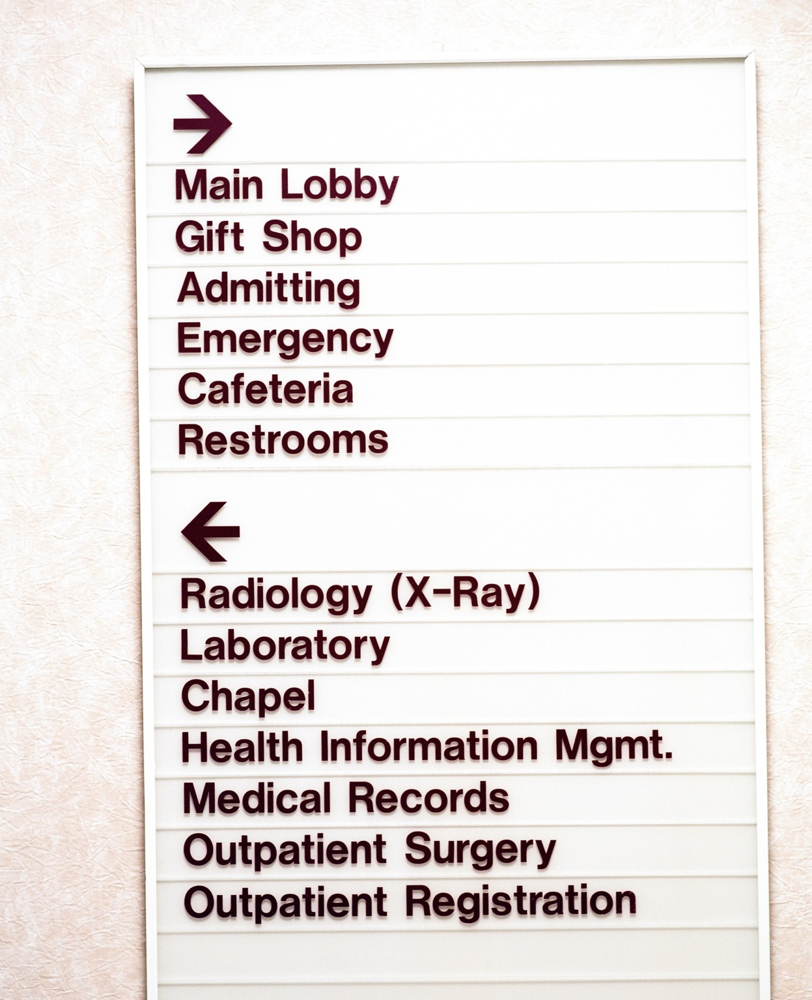 Main Lobby
Gift Shop
Admitting
Emergency
Cafeteria
Restrooms
Radiology (X-Ray)
Laboratory
Chapel
Health Information Mgmt.
Medical Records
Outpatient Surgery
Outpatient Registration